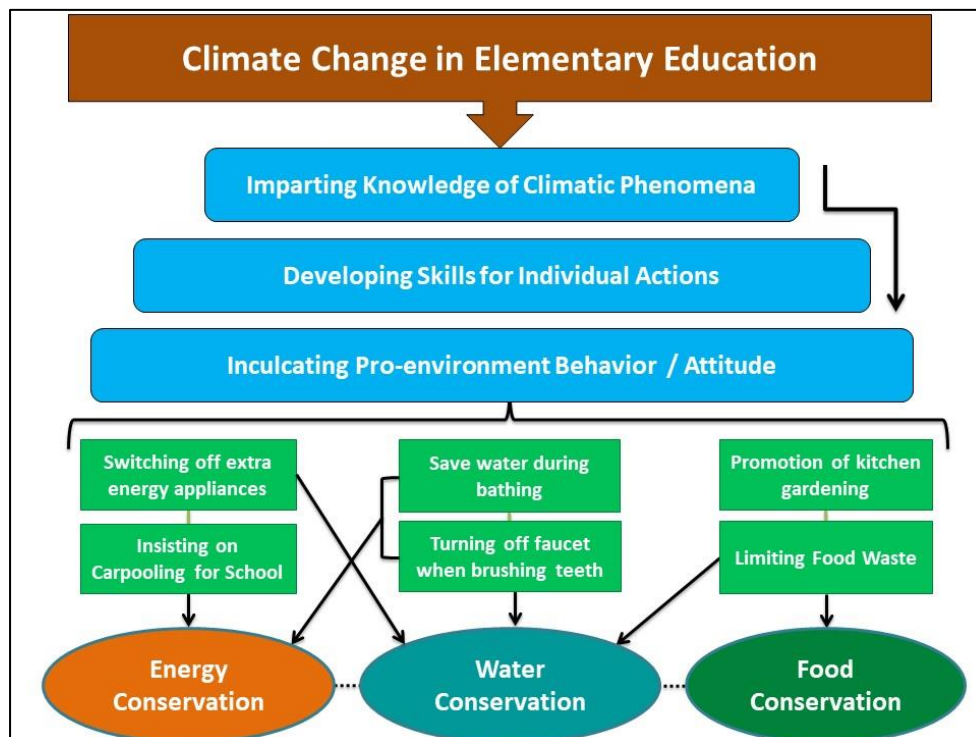 Climate Change in Elementary Education
Imparting Knowledge of Climatic Phenomena
Developing Skills for Individual Actions
Inculcating Pro-environment Behavior / Attitude
Switching off extra
energy appliances
Insisting on
Carpooling for School
Save water during
bathing
Turning off faucet
when brushing teeth
Promotion of kitchen
gardening
Limiting Food Waste
Energy
Conservation
Water
Conservation
Food
Conservation